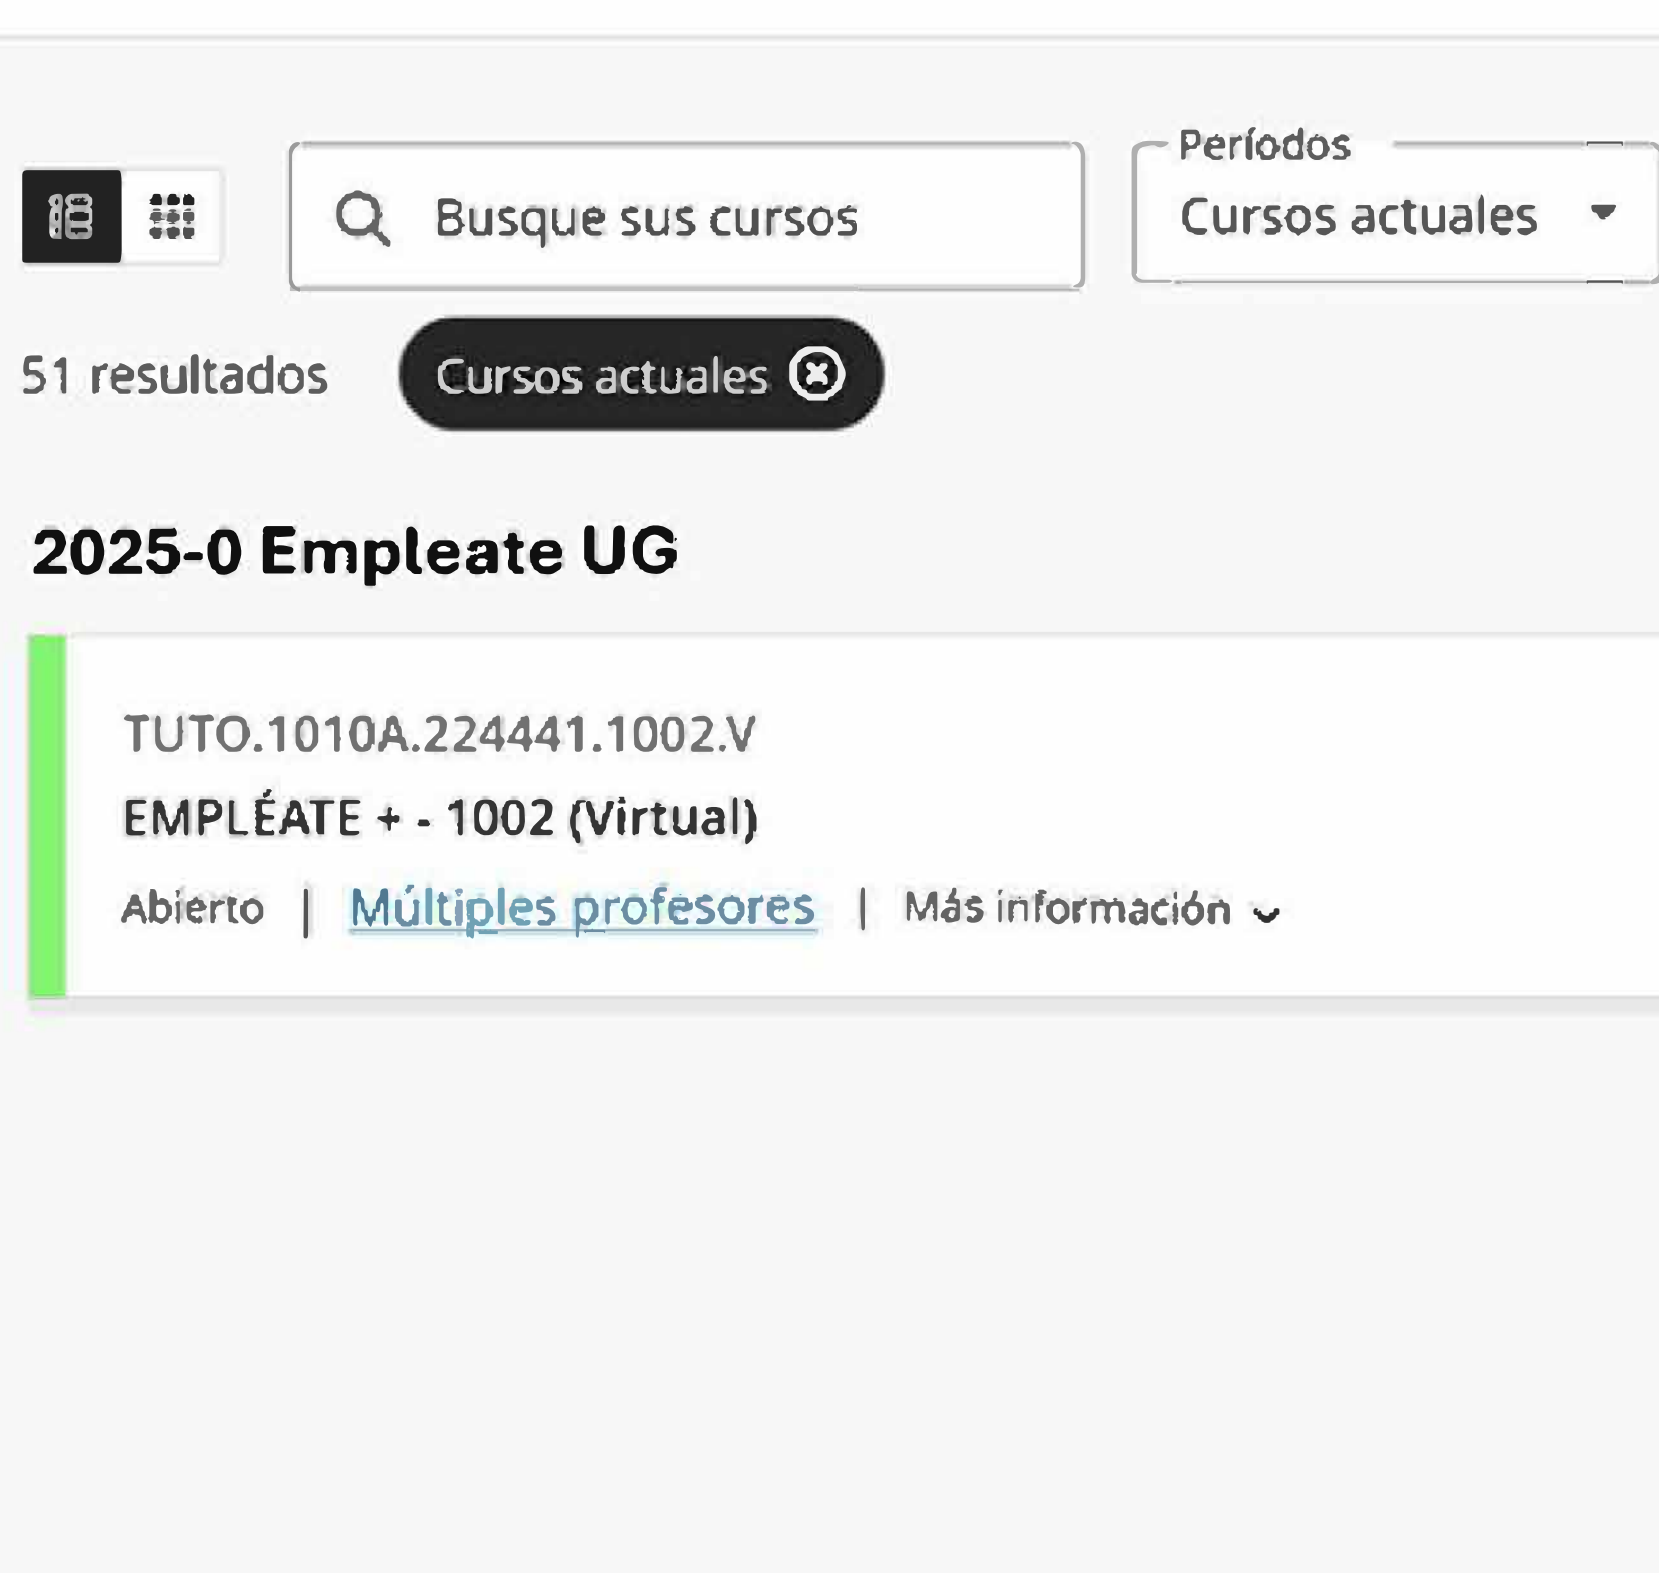 Períodos
Busque sus cursos
Cursos actuales
51 resultados
Cursos actuales
2025-0 Empleate UG
TUTO.1010A.224441.1002.V
EMPLÉATE + - 1002 (Virtual)
Abierto | Múltiples profesores | Más información